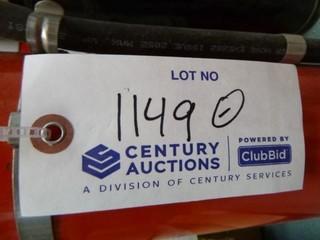 LOT NO
1149
CENTURY AUCTIONS
POWERED BY
ClubBid
A DIVISION OF CENTURY SERVICES